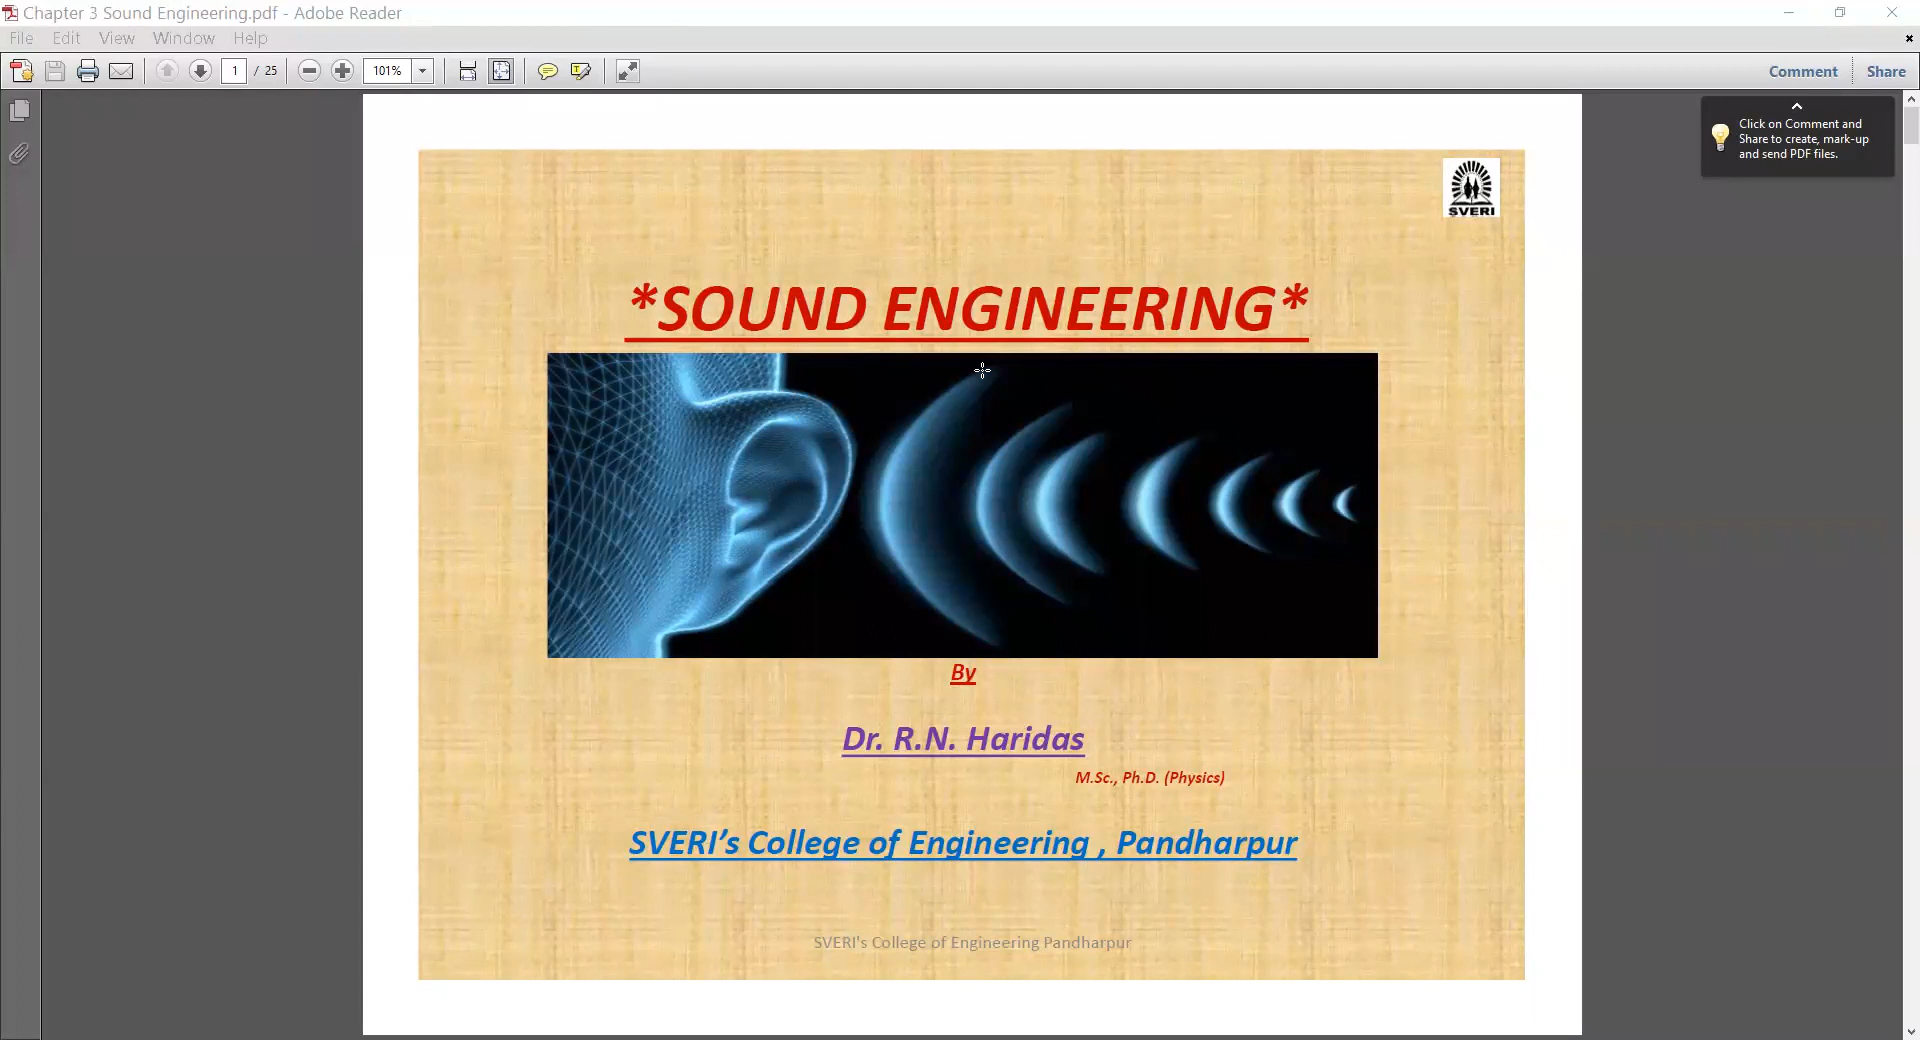 Chapter 3 Sound Engineering.pdf - Adobe Reader
File Edit View Window Help
1 / 25 101% Comment Share
Click on Comment and
Share to create, mark-up
and send PDF files.
SVERI
*SOUND ENGINEERING*
By
Dr. R.N. Haridas
M.Sc., Ph.D. (Physics)
SVERI’s College of Engineering , Pandharpur
SVERI's College of Engineering Pandharpur